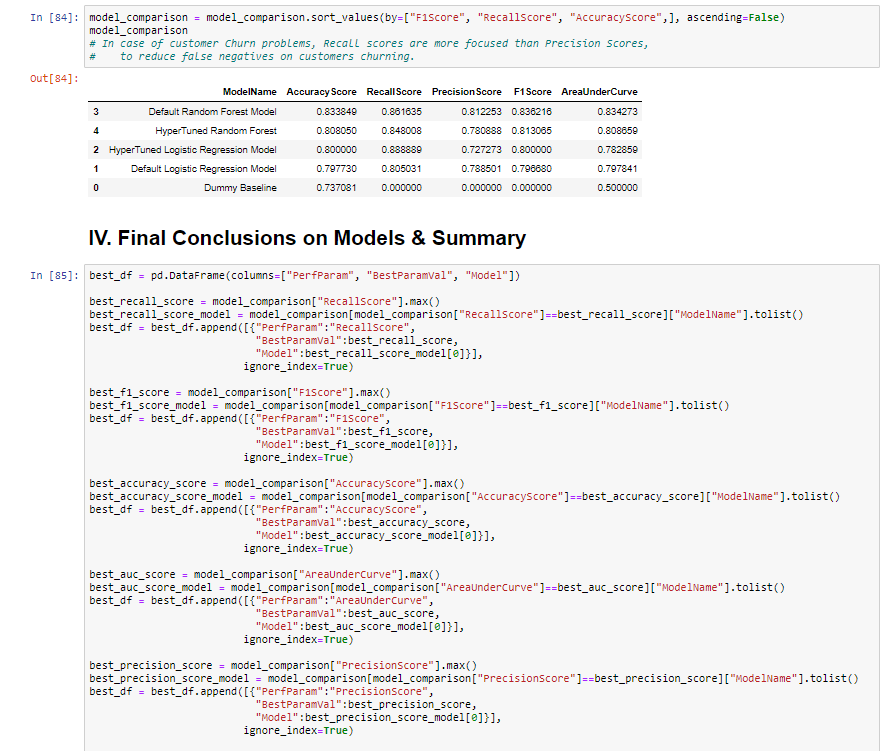 In [84]: model_comparison = model_comparison.sort_values(by=["F1Score", "RecallScore", "AccuracyScore",], ascending=False)
model_comparison
# In case of customer Churn problems, Recall scores are more focused than Precision Scores,
#    to reduce false negatives on customers churning.
Out[84]:
ModelName AccuracyScore RecallScore PrecisionScore F1Score AreaUnderCurve
3 Default Random Forest Model 0.833849 0.861635 0.812253 0.836216 0.834273
4 HyperTuned Random Forest 0.808050 0.848008 0.780888 0.813065 0.808659
2 HyperTuned Logistic Regression Model 0.800000 0.888889 0.727273 0.800000 0.782859
1 Default Logistic Regression Model 0.797730 0.805031 0.788501 0.796680 0.797841
0 Dummy Baseline 0.737081 0.000000 0.000000 0.000000 0.500000
IV. Final Conclusions on Models & Summary
In [85]: best_df = pd.DataFrame(columns=["PerfParam", "BestParamVal", "Model"])
best_recall_score = model_comparison["RecallScore"].max()
best_recall_score_model = model_comparison[model_comparison["RecallScore"]==best_recall_score]["ModelName"].tolist()
best_df = best_df.append([{"PerfParam":"RecallScore",
"BestParamVal":best_recall_score,
"Model":best_recall_score_model[0]}],
ignore_index=True)
best_f1_score = model_comparison["F1Score"].max()
best_f1_score_model = model_comparison[model_comparison["F1Score"]==best_f1_score]["ModelName"].tolist()
best_df = best_df.append([{"PerfParam":"F1Score",
"BestParamVal":best_f1_score,
"Model":best_f1_score_model[0]}],
ignore_index=True)
best_accuracy_score = model_comparison["AccuracyScore"].max()
best_accuracy_score_model = model_comparison[model_comparison["AccuracyScore"]==best_accuracy_score]["ModelName"].tolist()
best_df = best_df.append([{"PerfParam":"AccuracyScore",
"BestParamVal":best_accuracy_score,
"Model":best_accuracy_score_model[0]}],
ignore_index=True)
best_auc_score = model_comparison["AreaUnderCurve"].max()
best_auc_score_model = model_comparison[model_comparison["AreaUnderCurve"]==best_auc_score]["ModelName"].tolist()
best_df = best_df.append([{"PerfParam":"AreaUnderCurve",
"BestParamVal":best_auc_score,
"Model":best_auc_score_model[0]}],
ignore_index=True)
best_precision_score = model_comparison["PrecisionScore"].max()
best_precision_score_model = model_comparison[model_comparison["PrecisionScore"]==best_precision_score]["ModelName"].tolist()
best_df = best_df.append([{"PerfParam":"PrecisionScore",
"BestParamVal":best_precision_score,
"Model":best_precision_score_model[0]}],
ignore_index=True)